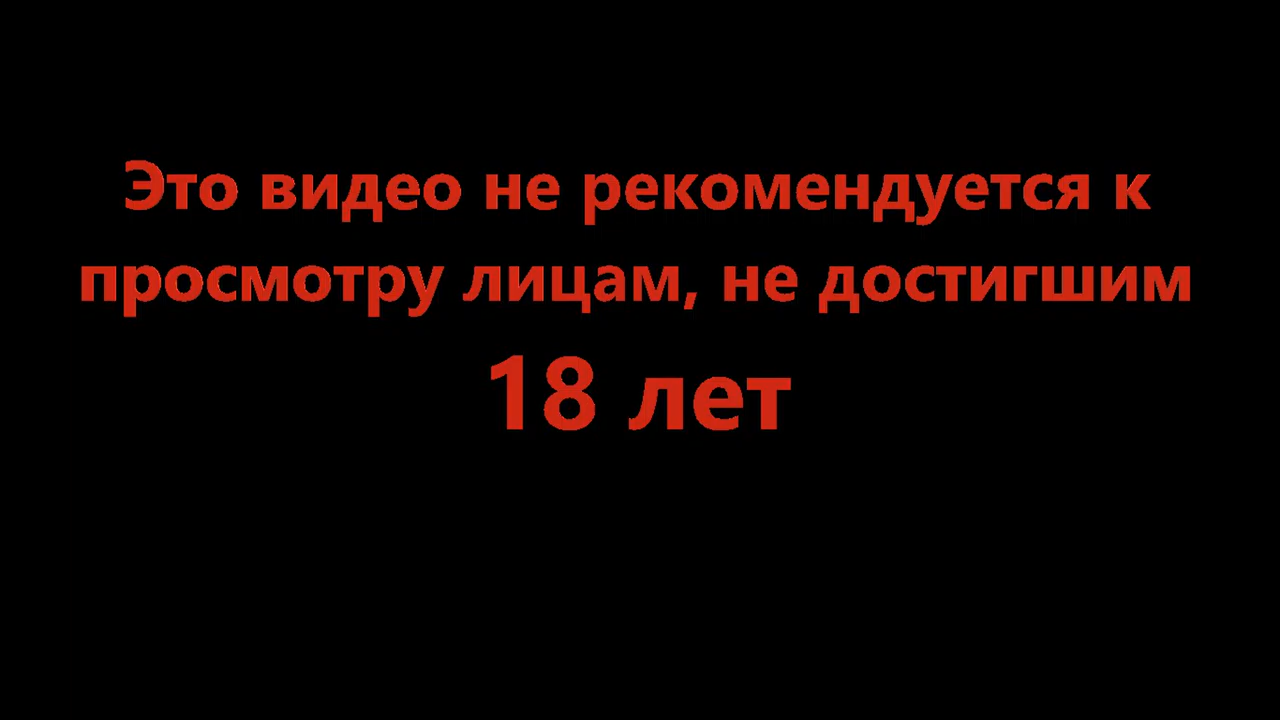 Это видео не рекомендуется к
просмотру лицам, не достигшим
18 лет